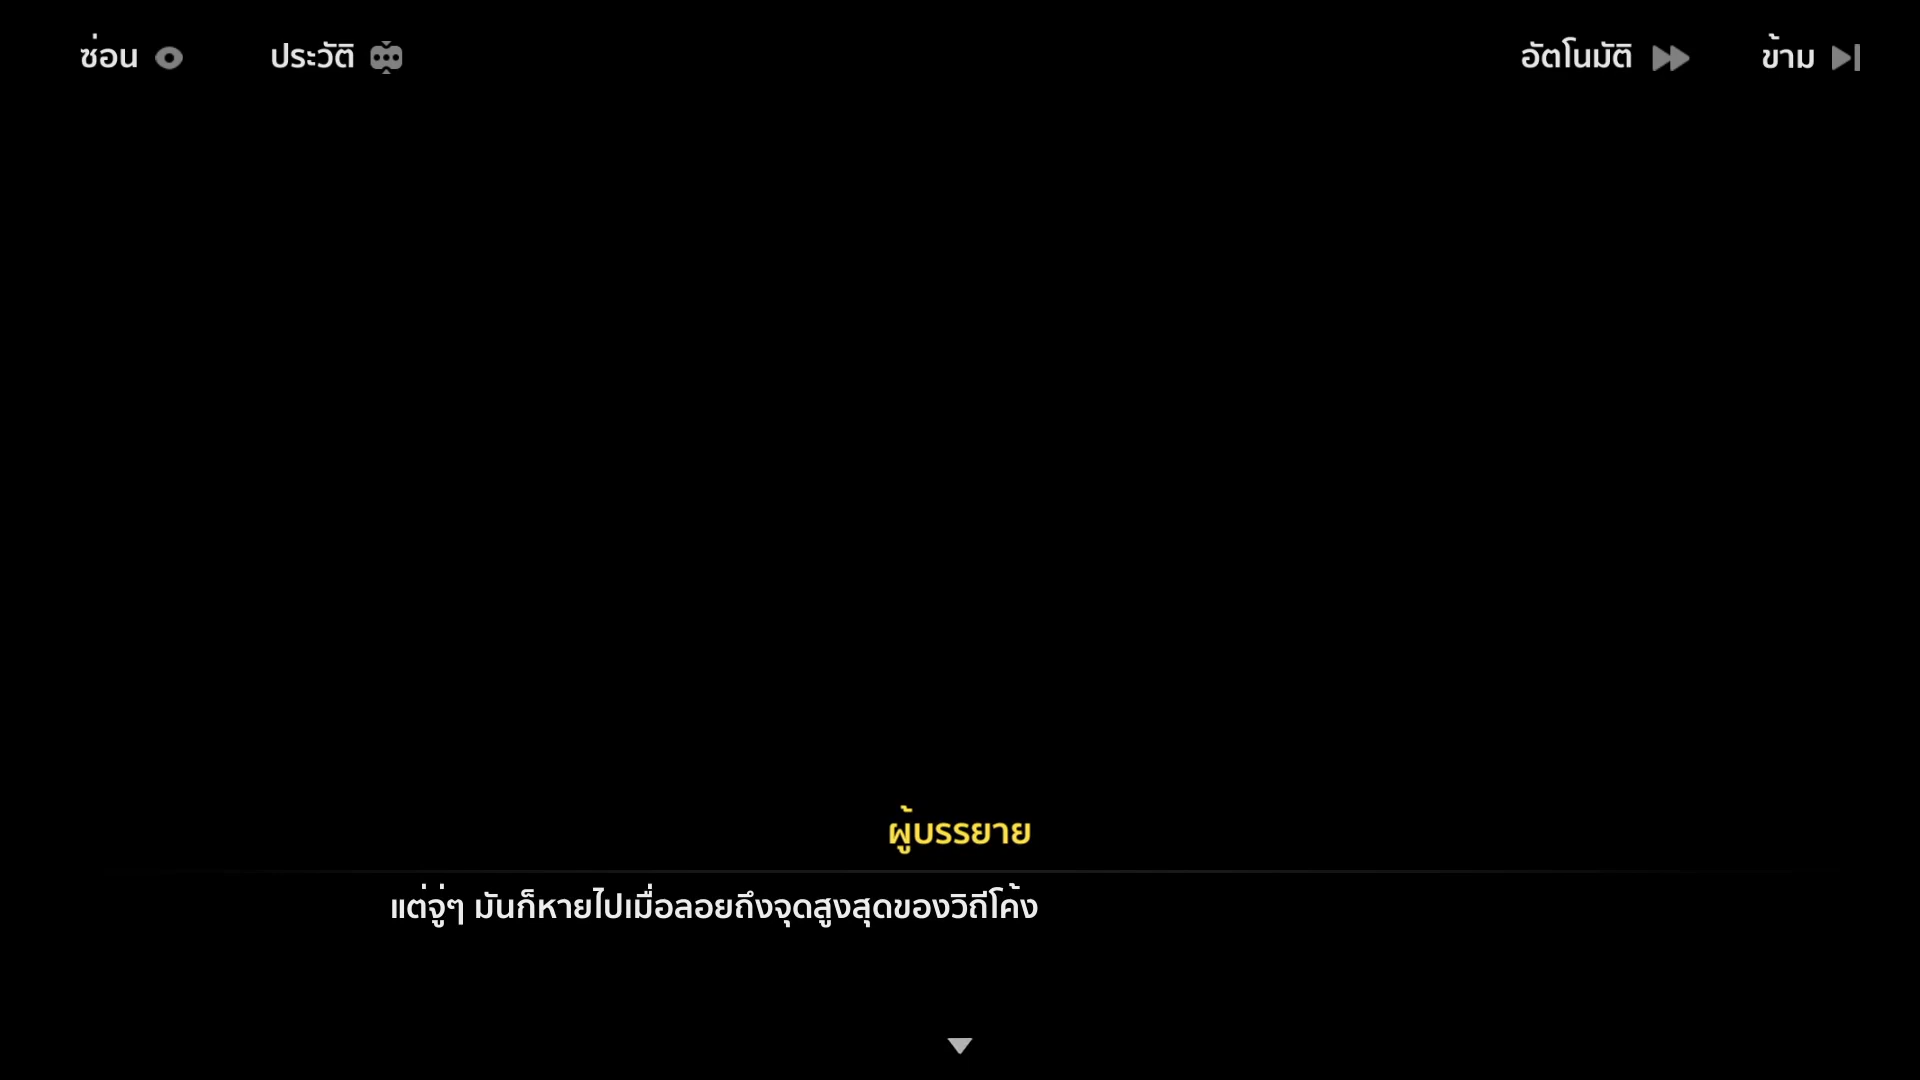 ซ่อน
ประวัติ
อัตโนมัติ
ข้าม
ผู้บรรยาย
แต่จู่ๆ มันก็หายไปเมื่อลอยถึงจุดสูงสุดของวิถีโค้ง